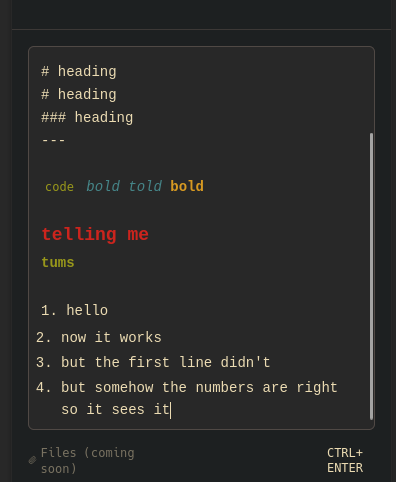 # heading
# heading
### heading
---
code bold told bold
telling me
tums
1. hello
2. now it works
3. but the first line didn't
4. but somehow the numbers are right
so it sees it
Files (coming
soon)
CTRL+
ENTER